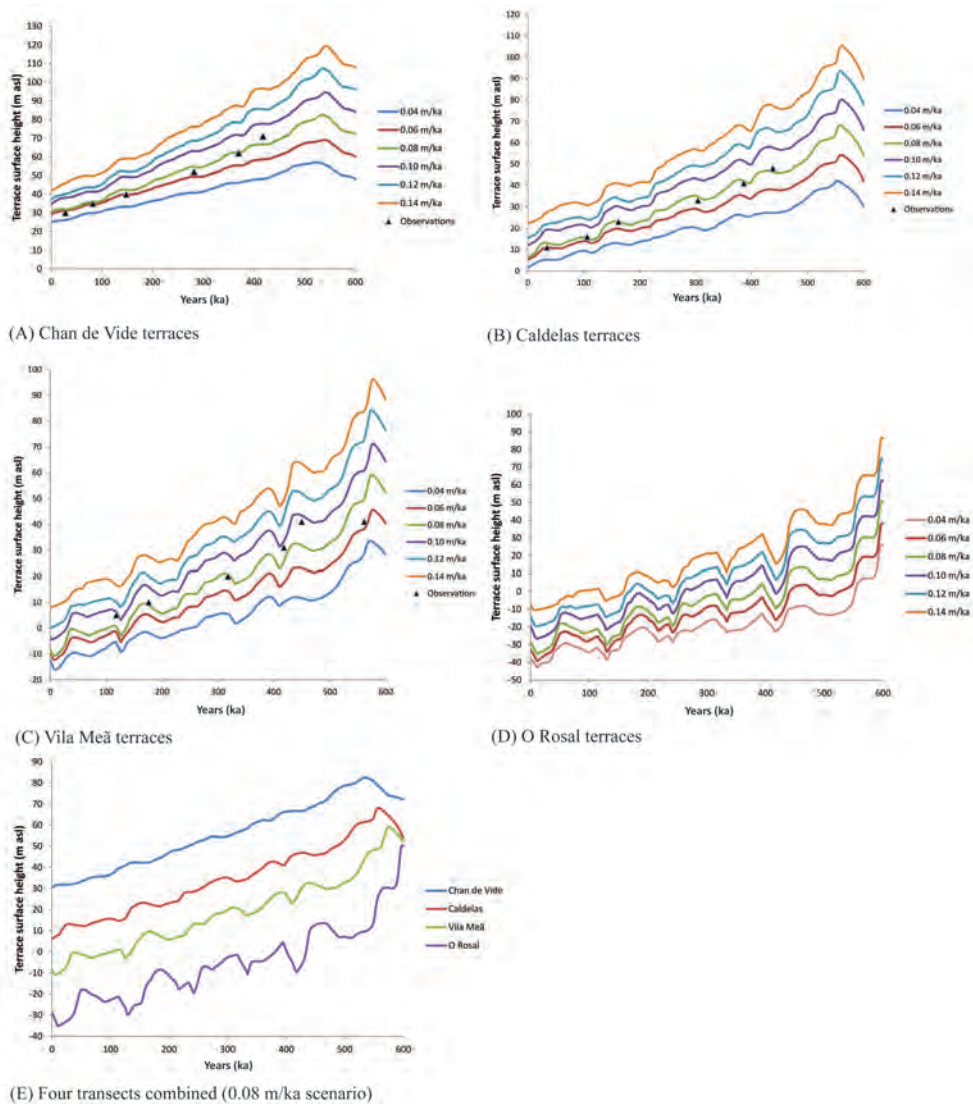 130
120
110
100
90
80
70
60
50
40
30
20
10
0
Terrace surface height (m asl)
0 100 200 300 400 500 600
Years (ka)
0.04 m/ka
0.06 m/ka
0.08 m/ka
0.10 m/ka
0.12 m/ka
0.14 m/ka
Observations
(A) Chan de Vide terraces
120
110
100
90
80
70
60
50
40
30
20
10
0
Terrace surface height (m asl)
0 100 200 300 400 500 600
Years (ka)
0.04 m/ka
0.06 m/ka
0.08 m/ka
0.10 m/ka
0.12 m/ka
0.14 m/ka
Observations
(B) Caldelas terraces
100
90
80
70
60
50
40
30
20
10
0
-10
-20
Terrace surface height (m asl)
0 100 200 300 400 500 600
Years (ka)
0.04 m/ka
0.06 m/ka
0.08 m/ka
0.10 m/ka
0.12 m/ka
0.14 m/ka
Observation
(C) Vila Meã terraces
100
90
80
70
60
50
40
30
20
10
0
-10
-20
-30
-40
-50
Terrace surface height (m asl)
0 100 200 300 400 500 600
Years (ka)
0.04 m/ka
0.06 m/ka
0.08 m/ka
0.10 m/ka
0.12 m/ka
0.14 m/ka
(D) O Rosal terraces
90
80
70
60
50
40
30
20
10
0
-10
-20
-30
-40
Terrace surface height (m asl)
0 100 200 300 400 500 600
Years (ka)
Chan de Vide
Caldelas
Vila Meã
O Rosal
(E) Four transects combined (0.08 m/ka scenario)